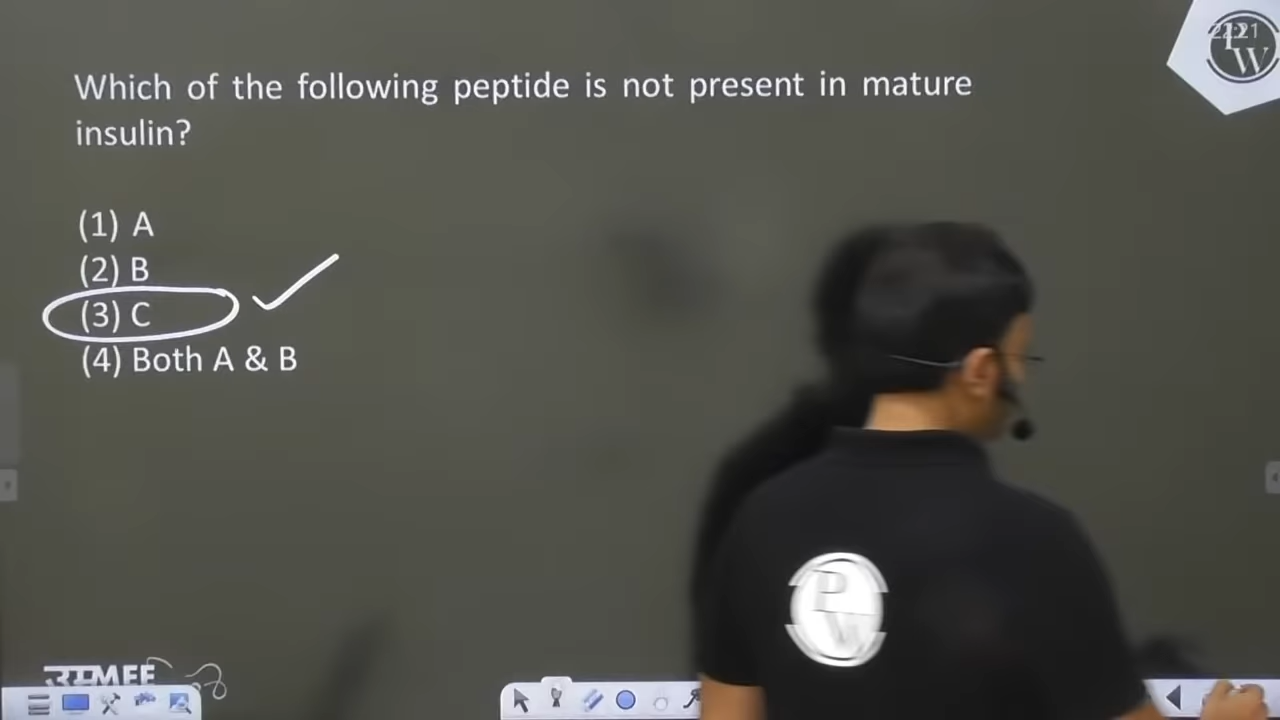 Which of the following peptide is not present in mature
insulin?
(1) A
(2) B
(3) C
(4) Both A & B
P
W
P
W